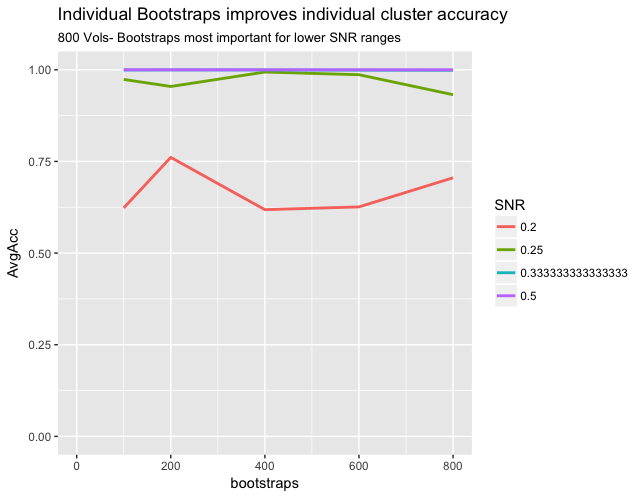 Individual Bootstraps improves individual cluster accuracy
800 Vols- Bootstraps most important for lower SNR ranges
1.00
0.75
0.50
0.25
0.00
AvgAcc
0
200
400
600
800
bootstraps
SNR
0.2
0.25
0.333333333333333
0.5